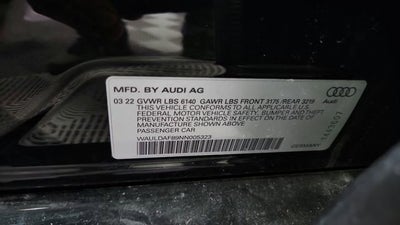 MFD. BY AUDI AG
03 22 GVWR LBS 6140 GAWR LBS FRONT 3175 /REAR 3219
THIS VEHICLE CONFORMS TO ALL APPLICABLE U.S.
FEDERAL MOTOR VEHICLE SAFETY, BUMPER AND THEFT
PREVENTION STANDARDS IN EFFECT ON THE DATE OF
MANUFACTURE SHOWN ABOVE
PASSENGER CAR
WAULDAF89NN005323
Audi
GERMANY